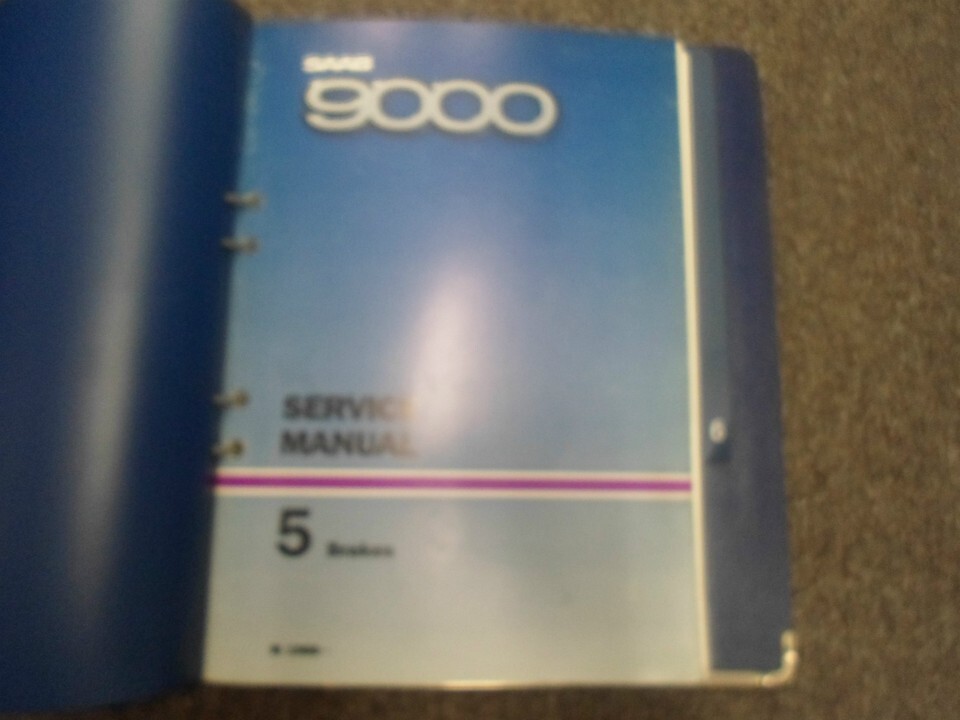 SAAB
9000
SERVICE
MANUAL
5 Brakes